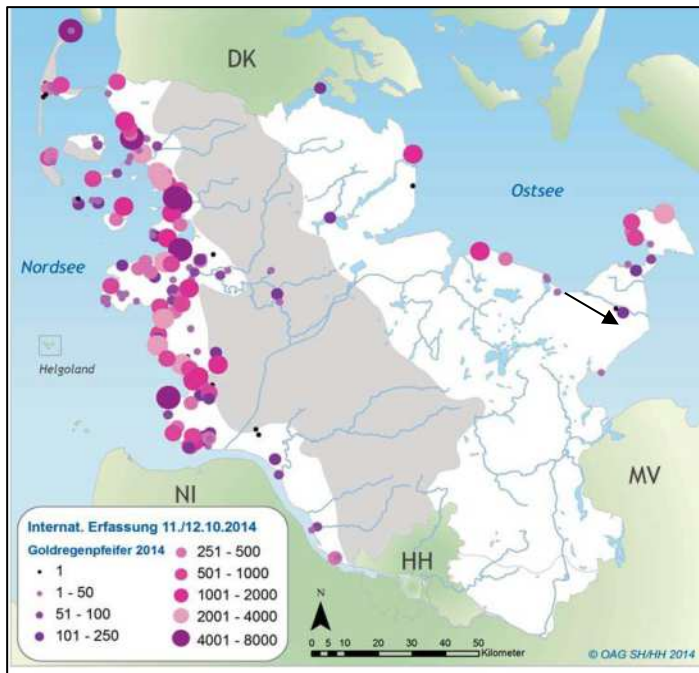 DK
Ostsee
Nordsee
Helgoland
MV
NI
HH
Internat. Erfassung 11./12.10.2014
Goldregenpfeifer 2014
1
1 - 50
51 - 100
101 - 250
251 - 500
501 - 1000
1001 - 2000
2001 - 4000
4001 - 8000
N
0 5 10 20 30 40 50
Kilometer
© OAG SH/HH 2014